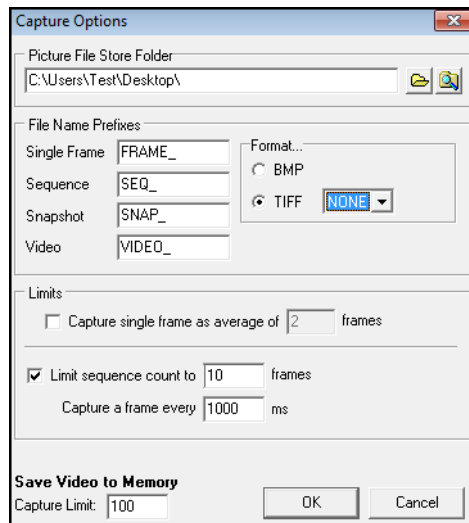 Capture Options
Picture File Store Folder
C:\Users\Test\Desktop\
File Name Prefixes
Single Frame FRAME_
Sequence SEQ_
Snapshot SNAP_
Video VIDEO_
Format...
BMP
TIFF NONE
Limits
Capture single frame as average of 2 frames
Limit sequence count to 10 frames
Capture a frame every 1000 ms
Save Video to Memory
Capture Limit: 100
OK Cancel